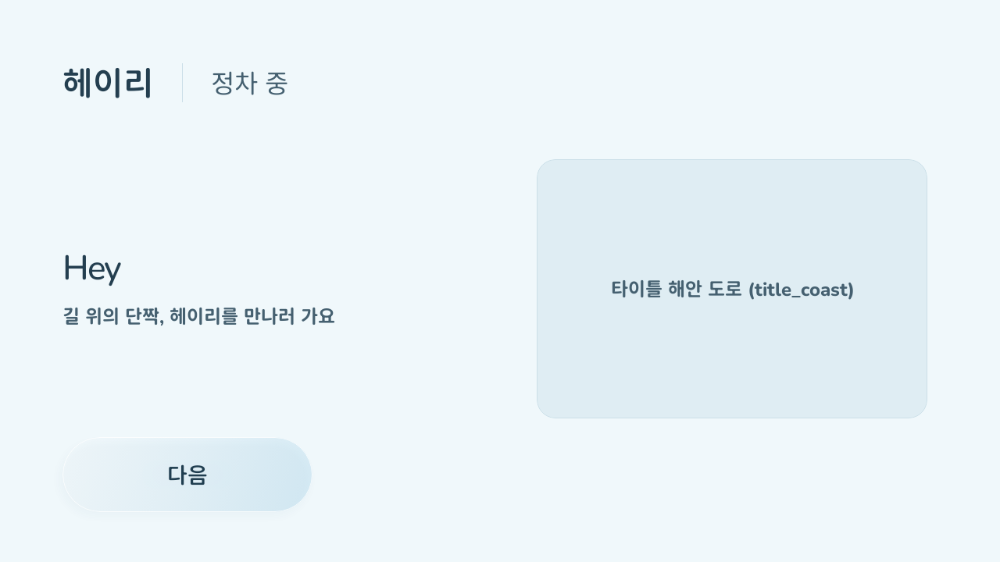 헤이리
정차 중
Hey
길 위의 단짝, 헤이리를 만나러 가요
타이틀 해안 도로 (title_coast)
다음